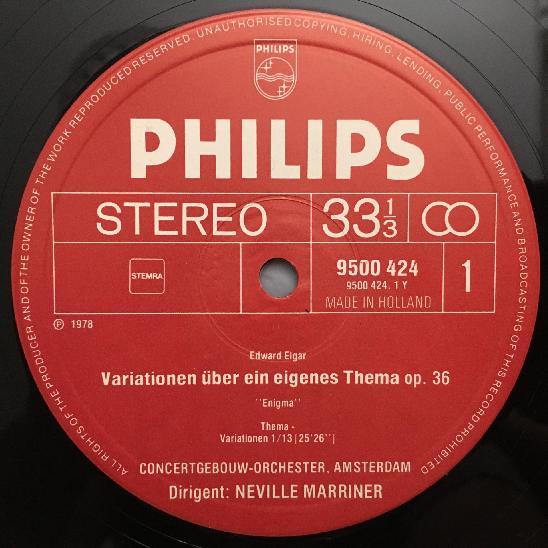 ALL RIGHTS OF THE PRODUCER AND OF THE OWNER OF THE WORK REPRODUCED RESERVED. UNAUTHORISED COPYING, HIRING, LENDING, PUBLIC PERFORMANCE AND BROADCASTING OF THIS RECORD PROHIBITED
PHILIPS
PHILIPS
STEREO 33 1/3
STEMRA
9500 424
9500 424. 1 Y
MADE IN HOLLAND
1
Ⓟ 1978
Edward Elgar
Variationen über ein eigenes Thema op. 36
''Enigma''
Thema -
Variationen 1/13 [25'26'']
CONCERTGEBOUW-ORCHESTER, AMSTERDAM
Dirigent: NEVILLE MARRINER